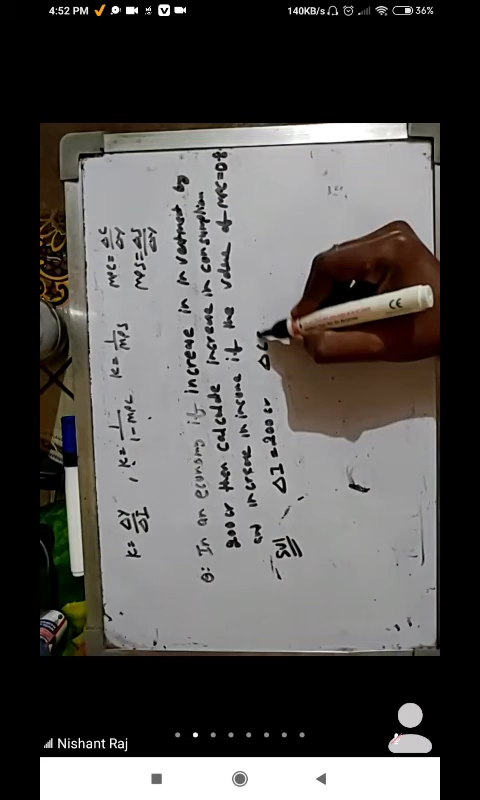 4:52 PM
140KB/s
36%
K= ΔY/ΔI , K= 1/1-MPC K= 1/MPS MPC= ΔC/ΔY
MPS= ΔS/ΔY
Q: In an economy if increase in investment by
200 cr then calculate increase in consumption
and increase in income if the value of MPC=0.8
Sol
ΔI = 200 cr Δ
CE
Nishant Raj